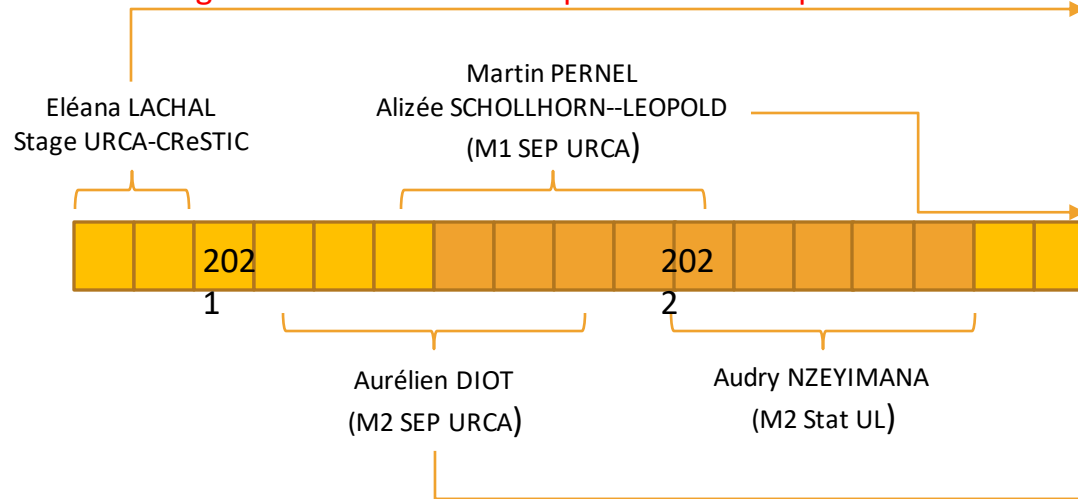 Martin PERNEL
Alizée SCHOLLHORN--LEOPOLD
(M1 SEP URCA)
Eléana LACHAL
Stage URCA-CReSTIC
202
1
202
2
Aurélien DIOT
(M2 SEP URCA)
Audry NZEYIMANA
(M2 Stat UL)